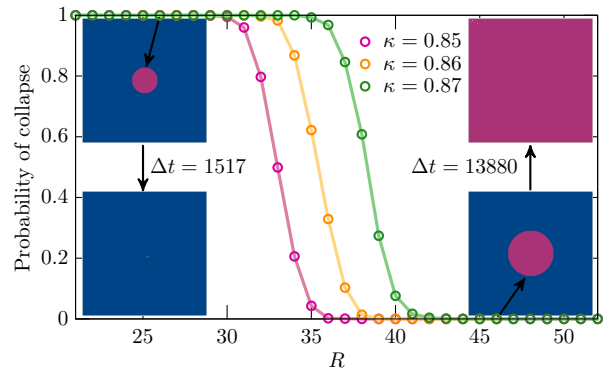 Probability of collapse
1
0.8
0.6
0.4
0.2
0
κ = 0.85
κ = 0.86
κ = 0.87
Δt = 1517
Δt = 13880
25 30 35 40 45 50
R